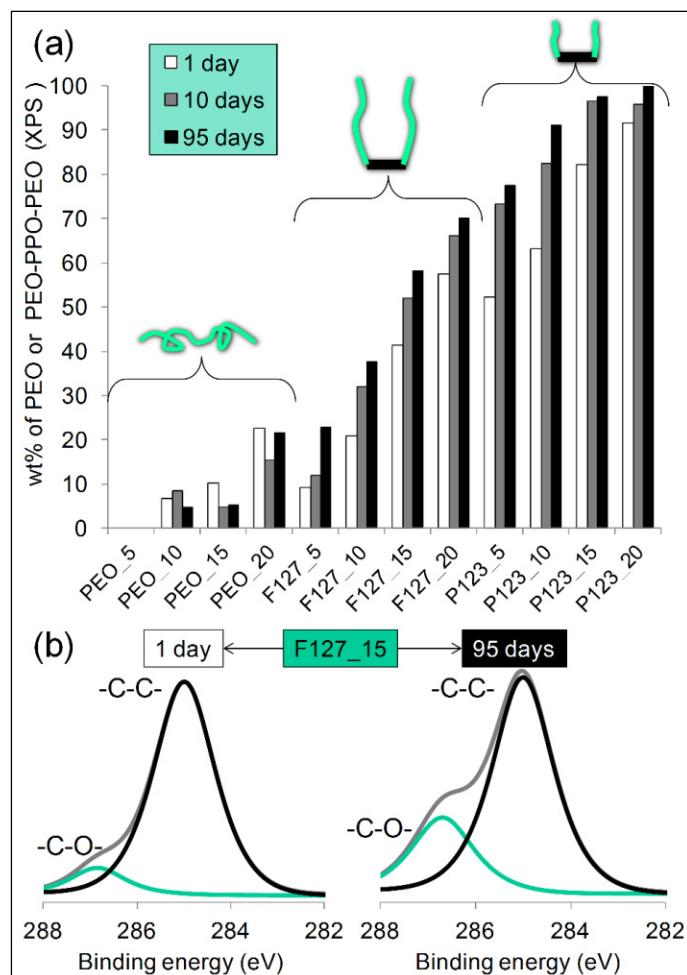 (a)
1 day
10 days
95 days
wt% of PEO or PEO-PPO-PEO (XPS)
100
90
80
70
60
50
40
30
20
10
0
PEO_5
PEO_10
PEO_15
PEO_20
F127_5
F127_10
F127_15
F127_20
P123_5
P123_10
P123_15
P123_20
(b)
1 day
F127_15
95 days
-C-C-
-C-C-
-C-O-
-C-O-
288 286 284 282
288 286 284 282
Binding energy (eV)
Binding energy (eV)